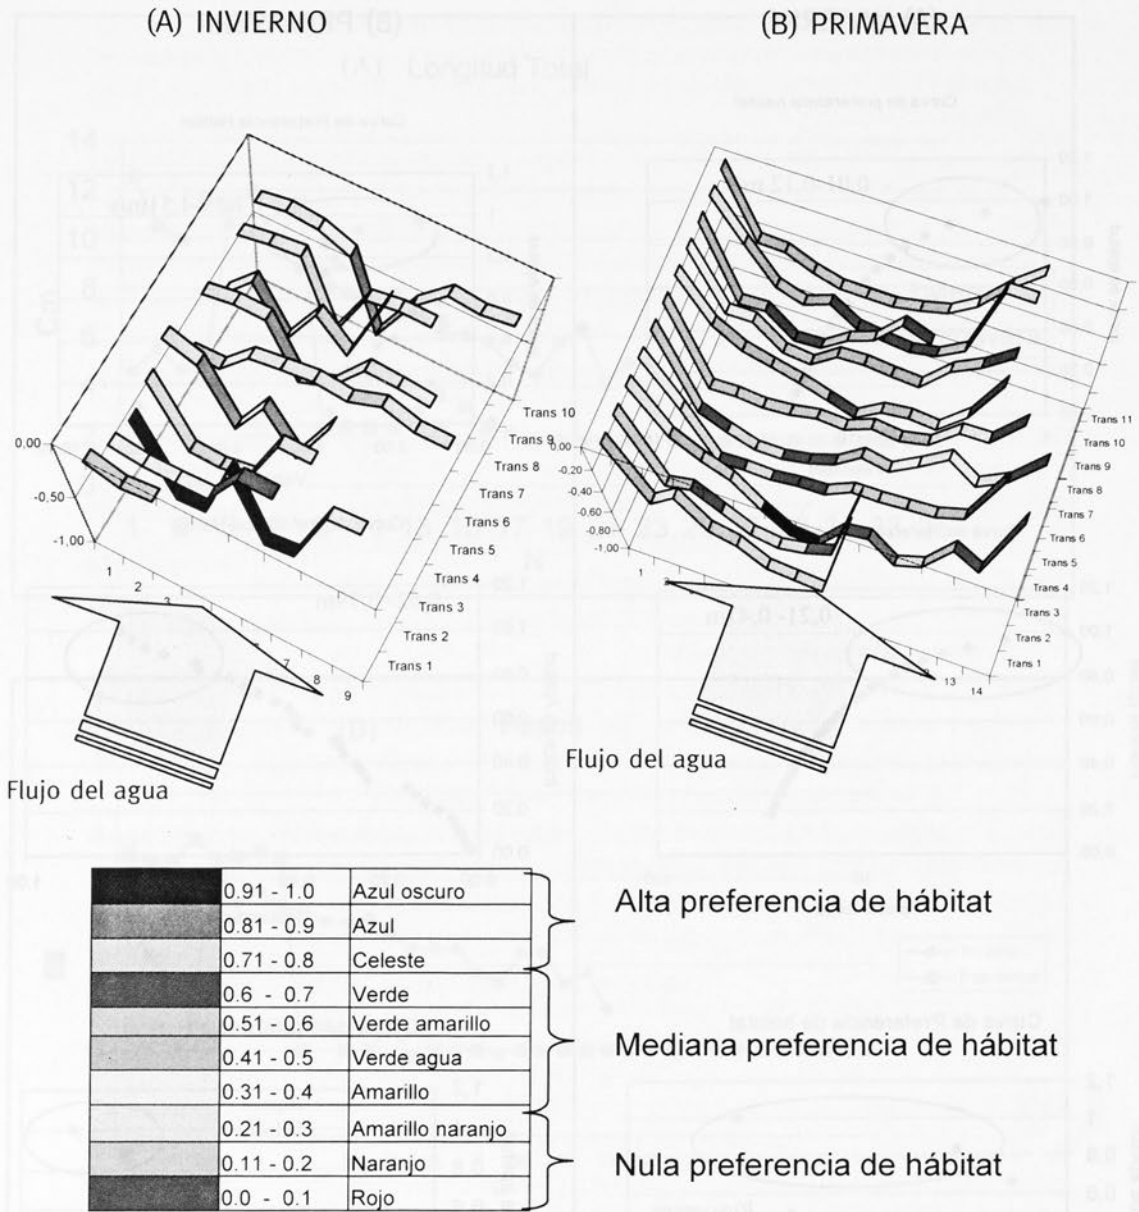 (A) INVIERNO
(B) PRIMAVERA
0,00
-0,50
-1,00
1
2
3
7
8
9
Trans 10
Trans 9
Trans 8
Trans 7
Trans 6
Trans 5
Trans 4
Trans 3
Trans 2
Trans 1
Flujo del agua
0.00
-0,20
-0,40
-0,60
-0,80
-1,00
1
2
13
14
Trans 11
Trans 10
Trans 9
Trans 8
Trans 7
Trans 6
Trans 5
Trans 4
Trans 3
Trans 2
Trans 1
Flujo del agua
0.91 - 1.0 Azul oscuro
0.81 - 0.9 Azul
0.71 - 0.8 Celeste
Alta preferencia de hábitat
0.6 - 0.7 Verde
0.51 - 0.6 Verde amarillo
0.41 - 0.5 Verde agua
0.31 - 0.4 Amarillo
Mediana preferencia de hábitat
0.21 - 0.3 Amarillo naranjo
0.11 - 0.2 Naranjo
0.0 - 0.1 Rojo
Nula preferencia de hábitat